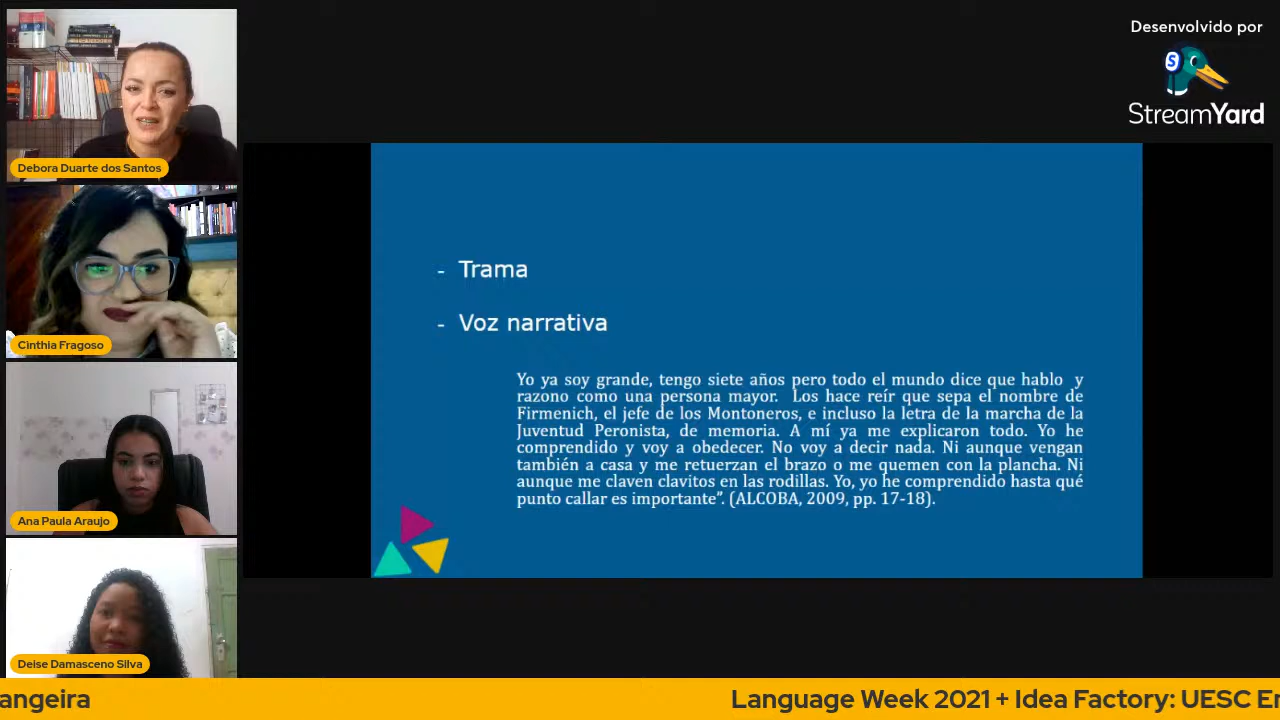 Desenvolvido por
StreamYard
Debora Duarte dos Santos
Cinthia Fragoso
Ana Paula Araujo
Deise Damasceno Silva
- Trama
- Voz narrativa
Yo ya soy grande, tengo siete años pero todo el mundo dice que hablo y
razono como una persona mayor. Los hace reír que sepa el nombre de
Firmenich, el jefe de los Montoneros, e incluso la letra de la marcha de la
Juventud Peronista, de memoria. A mí ya me explicaron todo. Yo he
comprendido y voy a obedecer. No voy a decir nada. Ni aunque vengan
también a casa y me retuerzan el brazo o me quemen con la plancha. Ni
aunque me claven clavitos en las rodillas. Yo, yo he comprendido hasta qué
punto callar es importante”. (ALCOBA, 2009, pp. 17-18).
angeira
Language Week 2021 + Idea Factory: UESC En